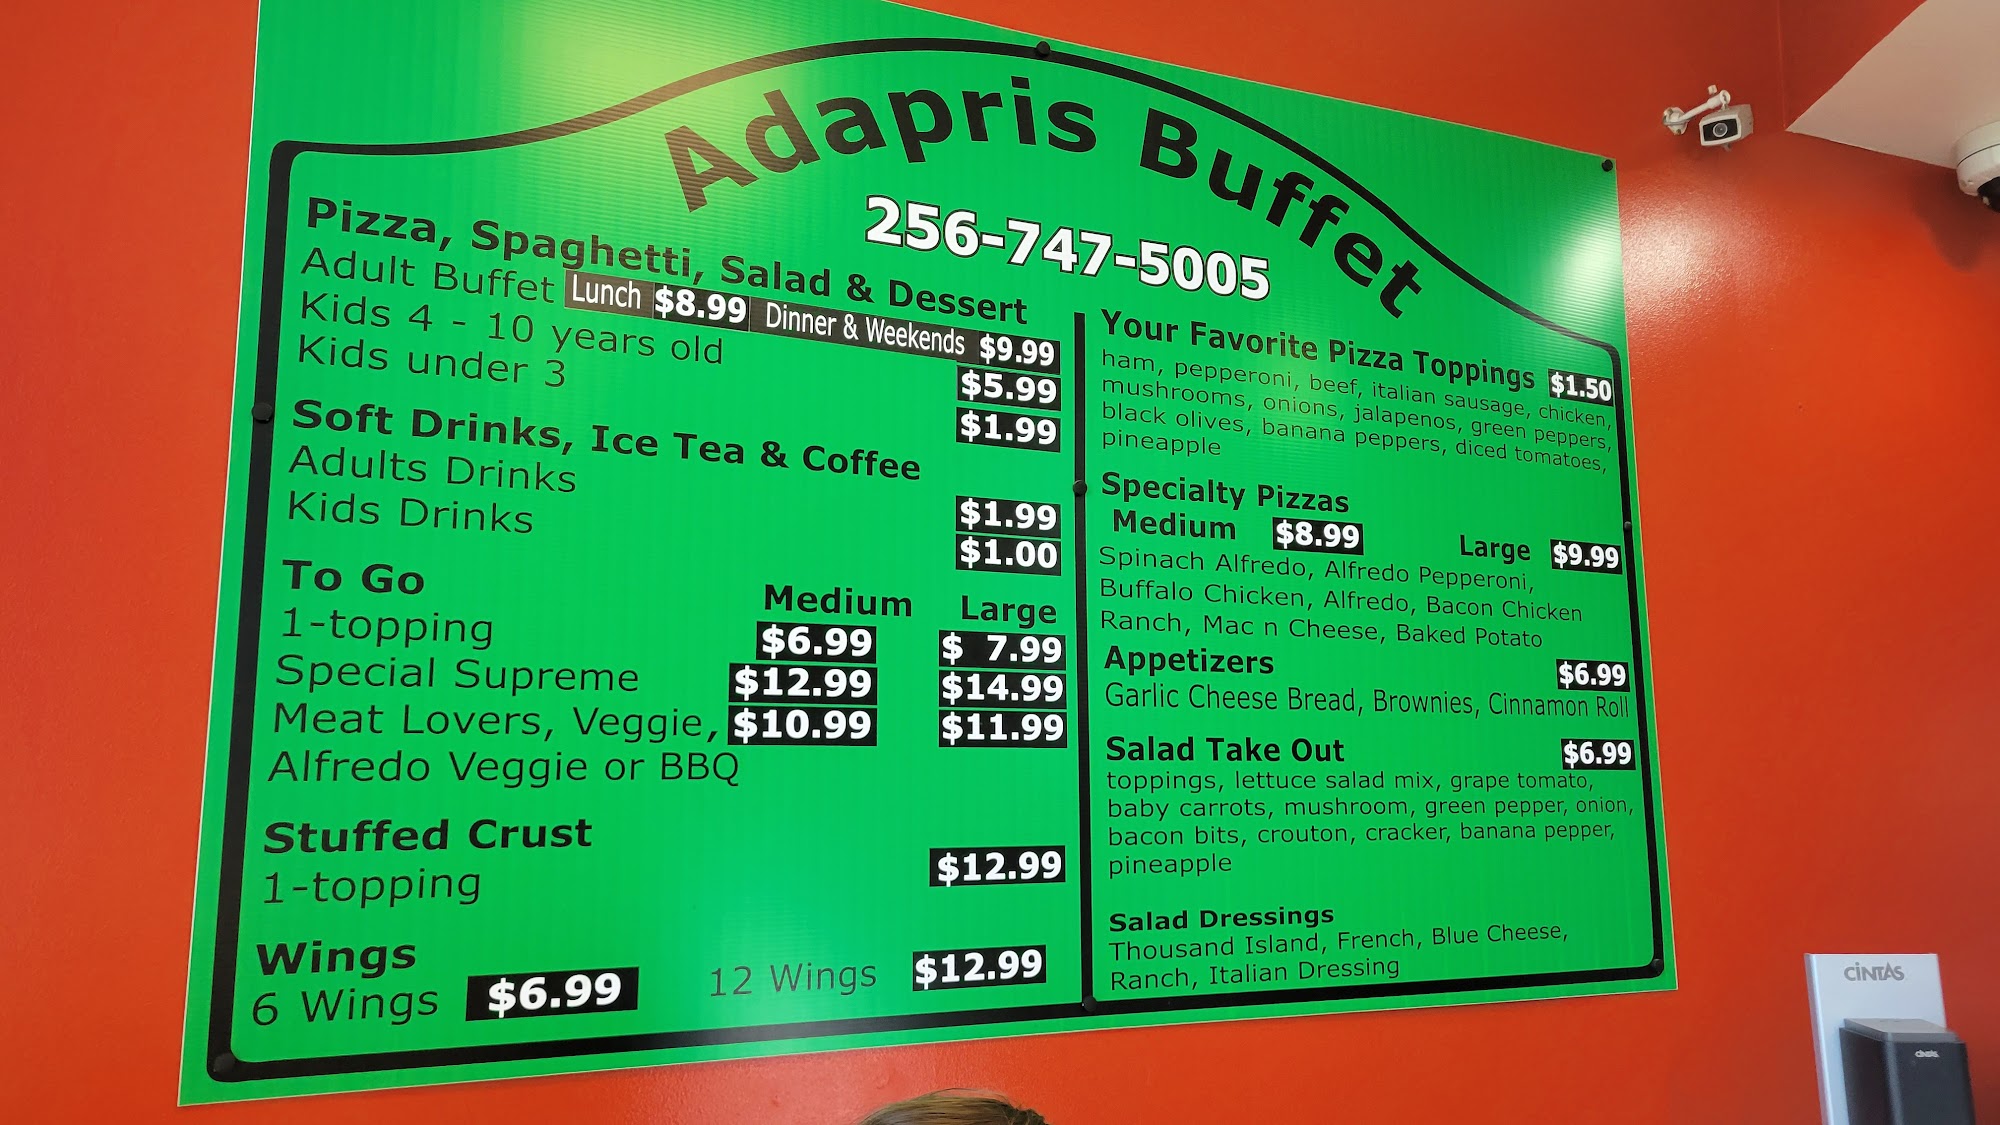 Adapris Buffet
256-747-5005
Pizza, Spaghetti, Salad & Dessert
Adult Buffet Lunch $8.99 Dinner & Weekends $9.99
Kids 4 - 10 years old $5.99
Kids under 3 $1.99
Soft Drinks, Ice Tea & Coffee
Adults Drinks $1.99
Kids Drinks $1.00
To Go Medium Large
1-topping $6.99 $ 7.99
Special Supreme $12.99 $14.99
Meat Lovers, Veggie, $10.99 $11.99
Alfredo Veggie or BBQ
Stuffed Crust
1-topping $12.99
Wings
6 Wings $6.99 12 Wings $12.99
Your Favorite Pizza Toppings $1.50
ham, pepperoni, beef, italian sausage, chicken,
mushrooms, onions, jalapenos, green peppers,
black olives, banana peppers, diced tomatoes,
pineapple
Specialty Pizzas
Medium $8.99 Large $9.99
Spinach Alfredo, Alfredo Pepperoni,
Buffalo Chicken, Alfredo, Bacon Chicken
Ranch, Mac n Cheese, Baked Potato
Appetizers $6.99
Garlic Cheese Bread, Brownies, Cinnamon Roll
Salad Take Out $6.99
toppings, lettuce salad mix, grape tomato,
baby carrots, mushroom, green pepper, onion,
bacon bits, crouton, cracker, banana pepper,
pineapple
Salad Dressings
Thousand Island, French, Blue Cheese,
Ranch, Italian Dressing
CINTAS
CINTAS